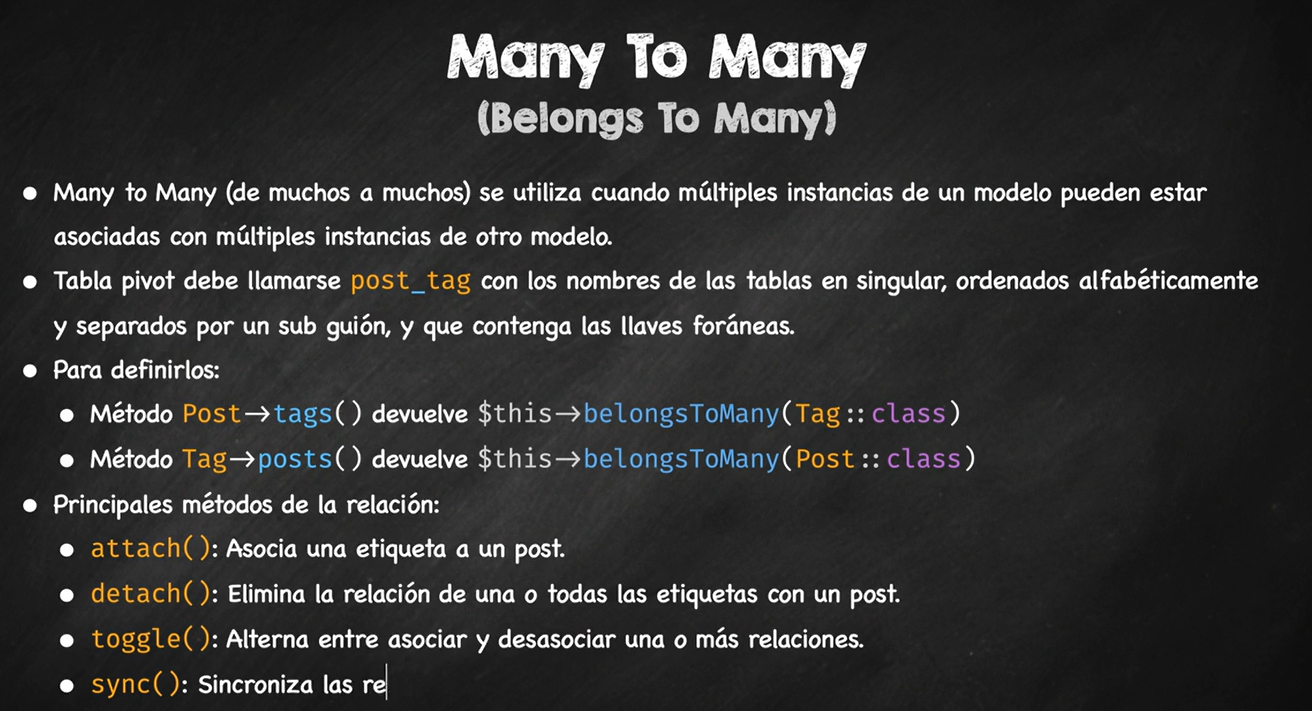 Many To Many
(Belongs To Many)
• Many to Many (de muchos a muchos) se utiliza cuando múltiples instancias de un modelo pueden estar
asociadas con múltiples instancias de otro modelo.
• Tabla pivot debe llamarse post_tag con los nombres de las tablas en singular, ordenados alfabéticamente
y separados por un sub guión, y que contenga las llaves foráneas.
• Para definirlos:
• Método Post→tags() devuelve $this→belongsToMany(Tag::class)
• Método Tag→posts() devuelve $this→belongsToMany(Post::class)
• Principales métodos de la relación:
• attach(): Asocia una etiqueta a un post.
• detach(): Elimina la relación de una o todas las etiquetas con un post.
• toggle(): Alterna entre asociar y desasociar una o más relaciones.
• sync(): Sincroniza las re